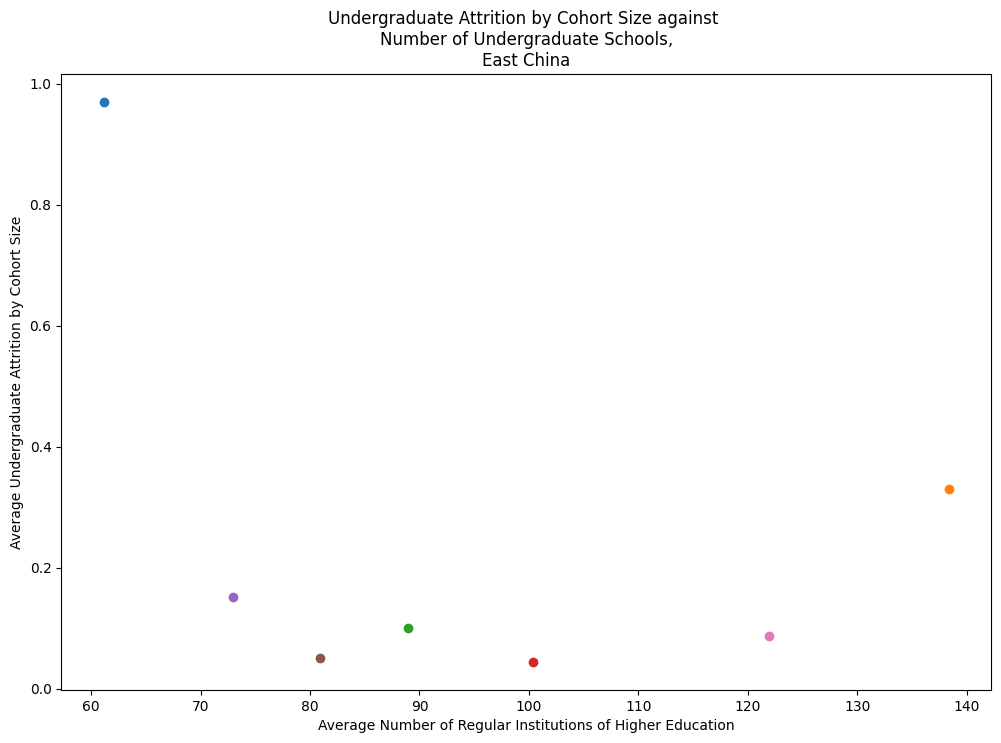 Undergraduate Attrition by Cohort Size against
Number of Undergraduate Schools,
East China
1.0
0.8
0.6
0.4
0.2
0.0
Average Undergraduate Attrition by Cohort Size
60 70 80 90 100 110 120 130 140
Average Number of Regular Institutions of Higher Education